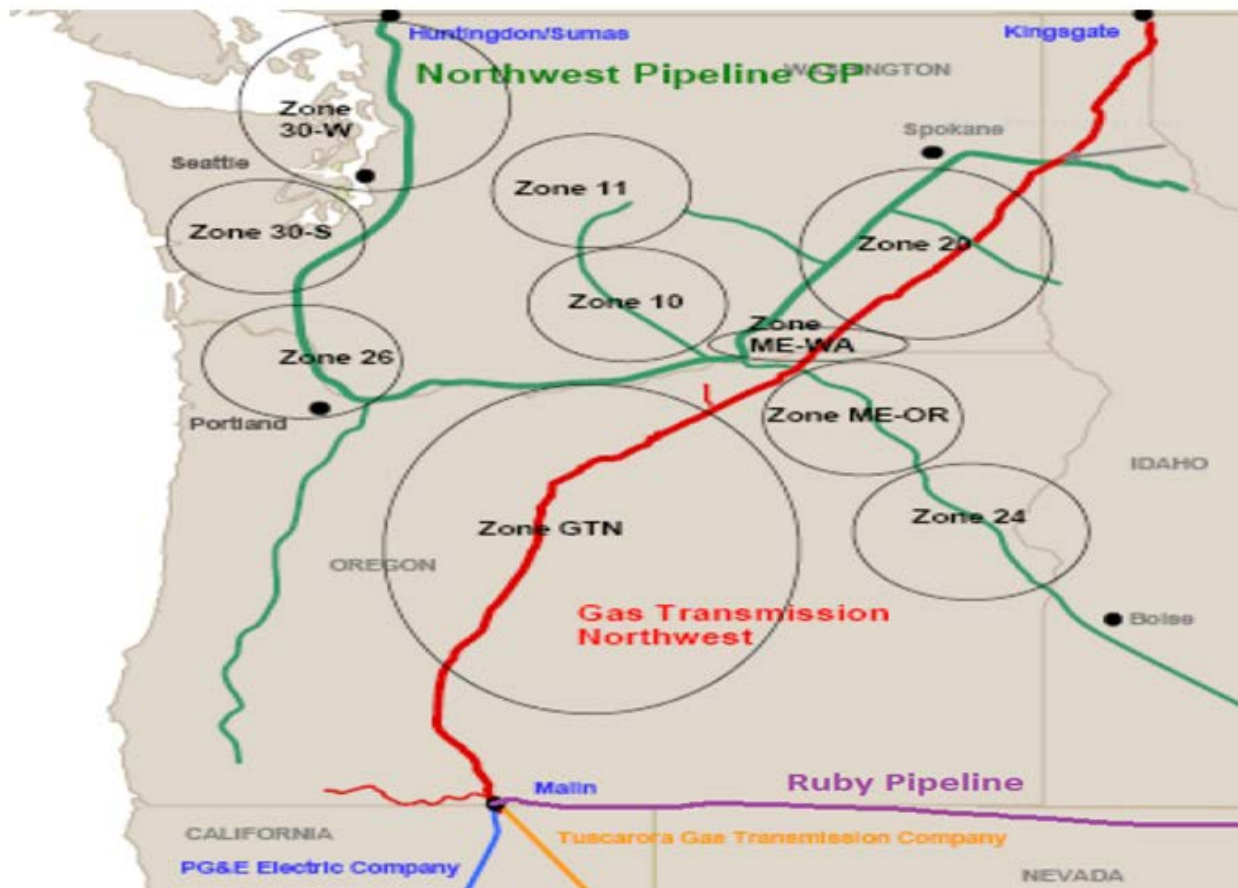 Huntingdon/Sumas
Kingsgate
Northwest Pipeline GP
WASHINGTON
Zone
30-W
Spokane
Seattle
Zone 11
Zone 30-S
Zone 20
Zone 10
Zone
ME-WA
Zone 26
Portland
Zone ME-OR
IDAHO
Zone 24
Zone GTN
OREGON
Gas Transmission
Northwest
Boise
Malin
Ruby Pipeline
CALIFORNIA
Tuscarora Gas Transmission Company
PG&E Electric Company
NEVADA